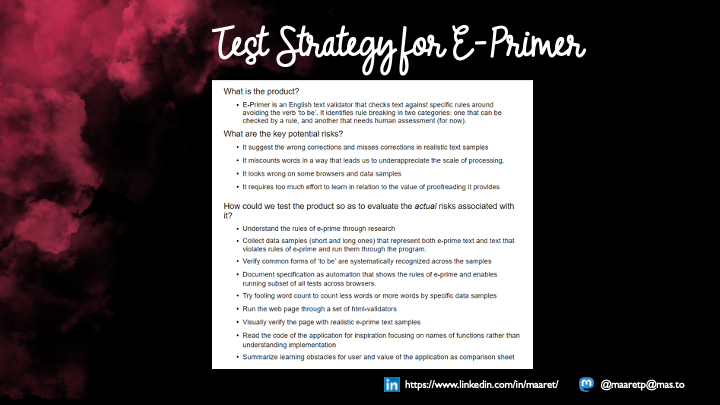 Test Strategy for E-Primer
What is the product?
• E-Primer is an English text validator that checks text against specific rules around
avoiding the verb 'to be'. It identifies rule breaking in two categories: one that can be
checked by a rule, and another that needs human assessment (for now).
What are the key potential risks?
• It suggest the wrong corrections and misses corrections in realistic text samples
• It miscounts words in a way that leads us to underappreciate the scale of processing.
• It looks wrong on some browsers and data samples
• It requires too much effort to learn in relation to the value of proofreading it provides
How could we test the product so as to evaluate the actual risks associated with
it?
• Understand the rules of e-prime through research
• Collect data samples (short and long ones) that represent both e-prime text and text that
violates rules of e-prime and run them through the program.
• Verify common forms of 'to be' are systematically recognized across the samples
• Document specification as automation that shows the rules of e-prime and enables
running subset of all tests across browsers.
• Try fooling word count to count less words or more words by specific data samples
• Run the web page through a set of html-validators
• Visually verify the page with realistic e-prime text samples
• Read the code of the application for inspiration focusing on names of functions rather than
understanding implementation
• Summarize learning obstacles for user and value of the application as comparison sheet
in https://www.linkedin.com/in/maaret/ m @maaretp@mas.to